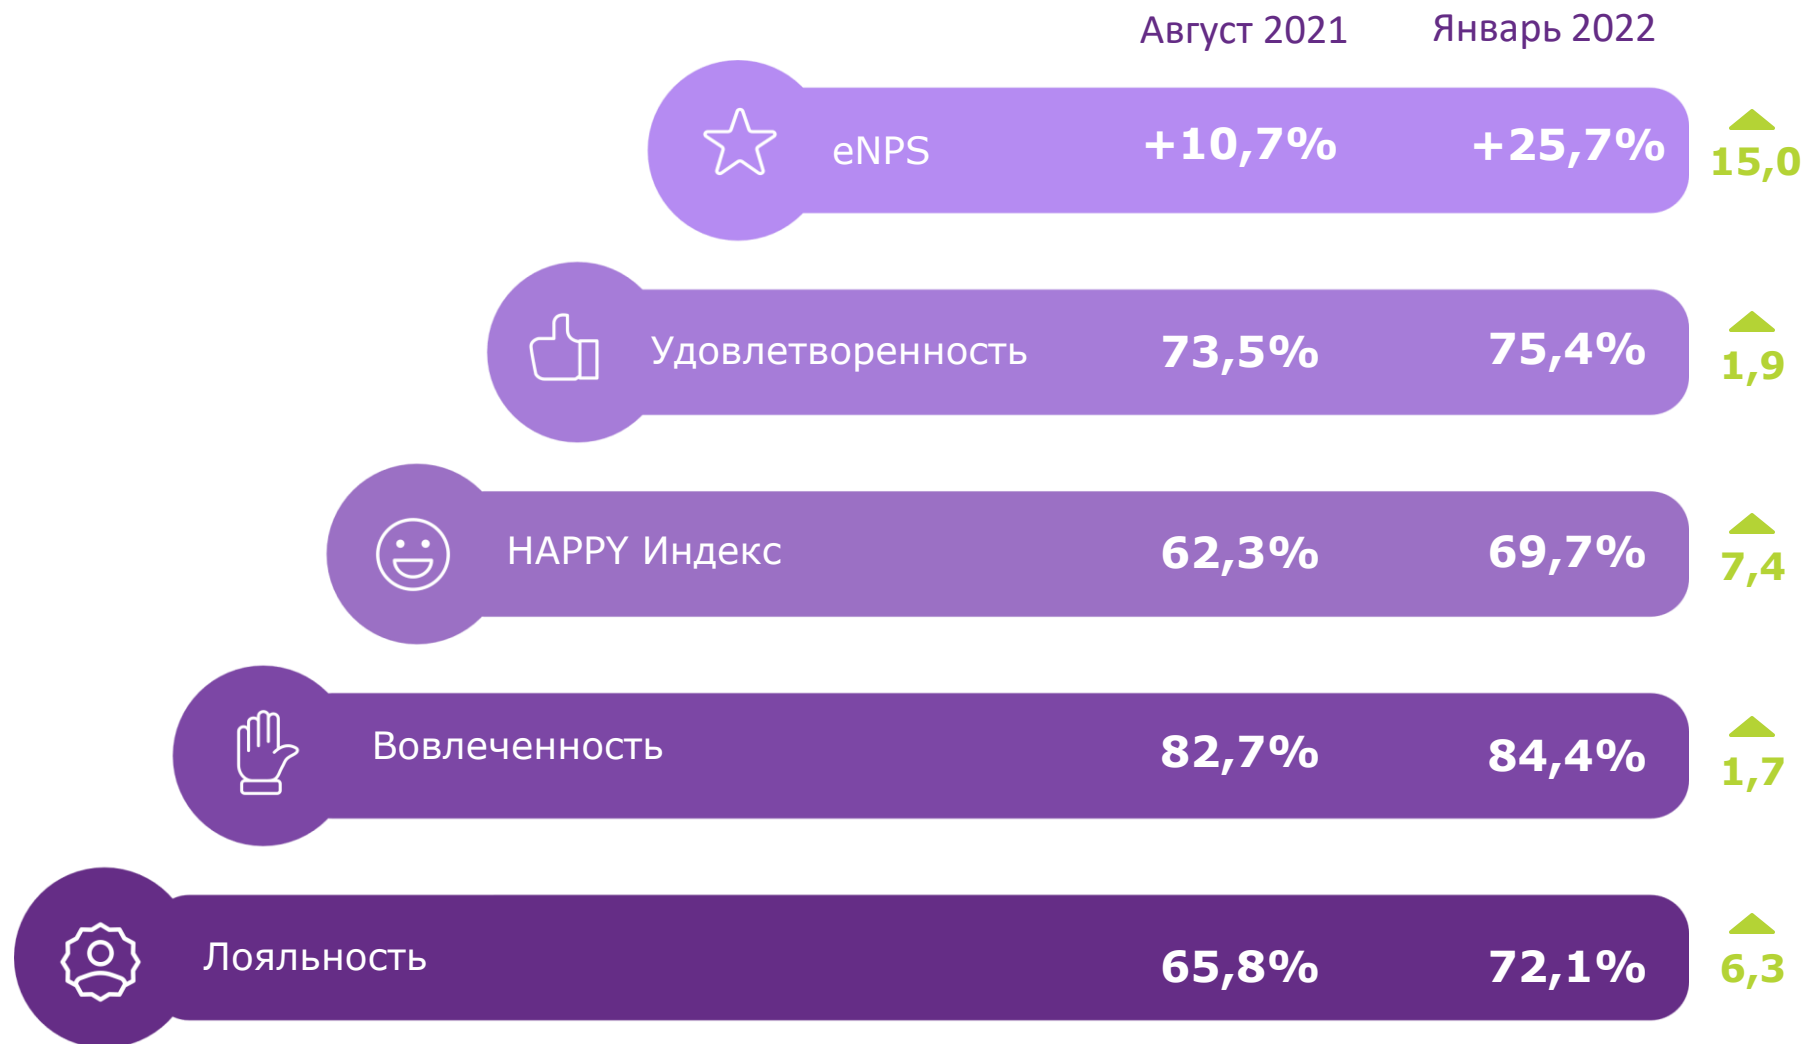 Август 2021 Январь 2022
eNPS +10,7% +25,7% 15,0
Удовлетворенность 73,5% 75,4% 1,9
HAPPY Индекс 62,3% 69,7% 7,4
Вовлеченность 82,7% 84,4% 1,7
Лояльность 65,8% 72,1% 6,3